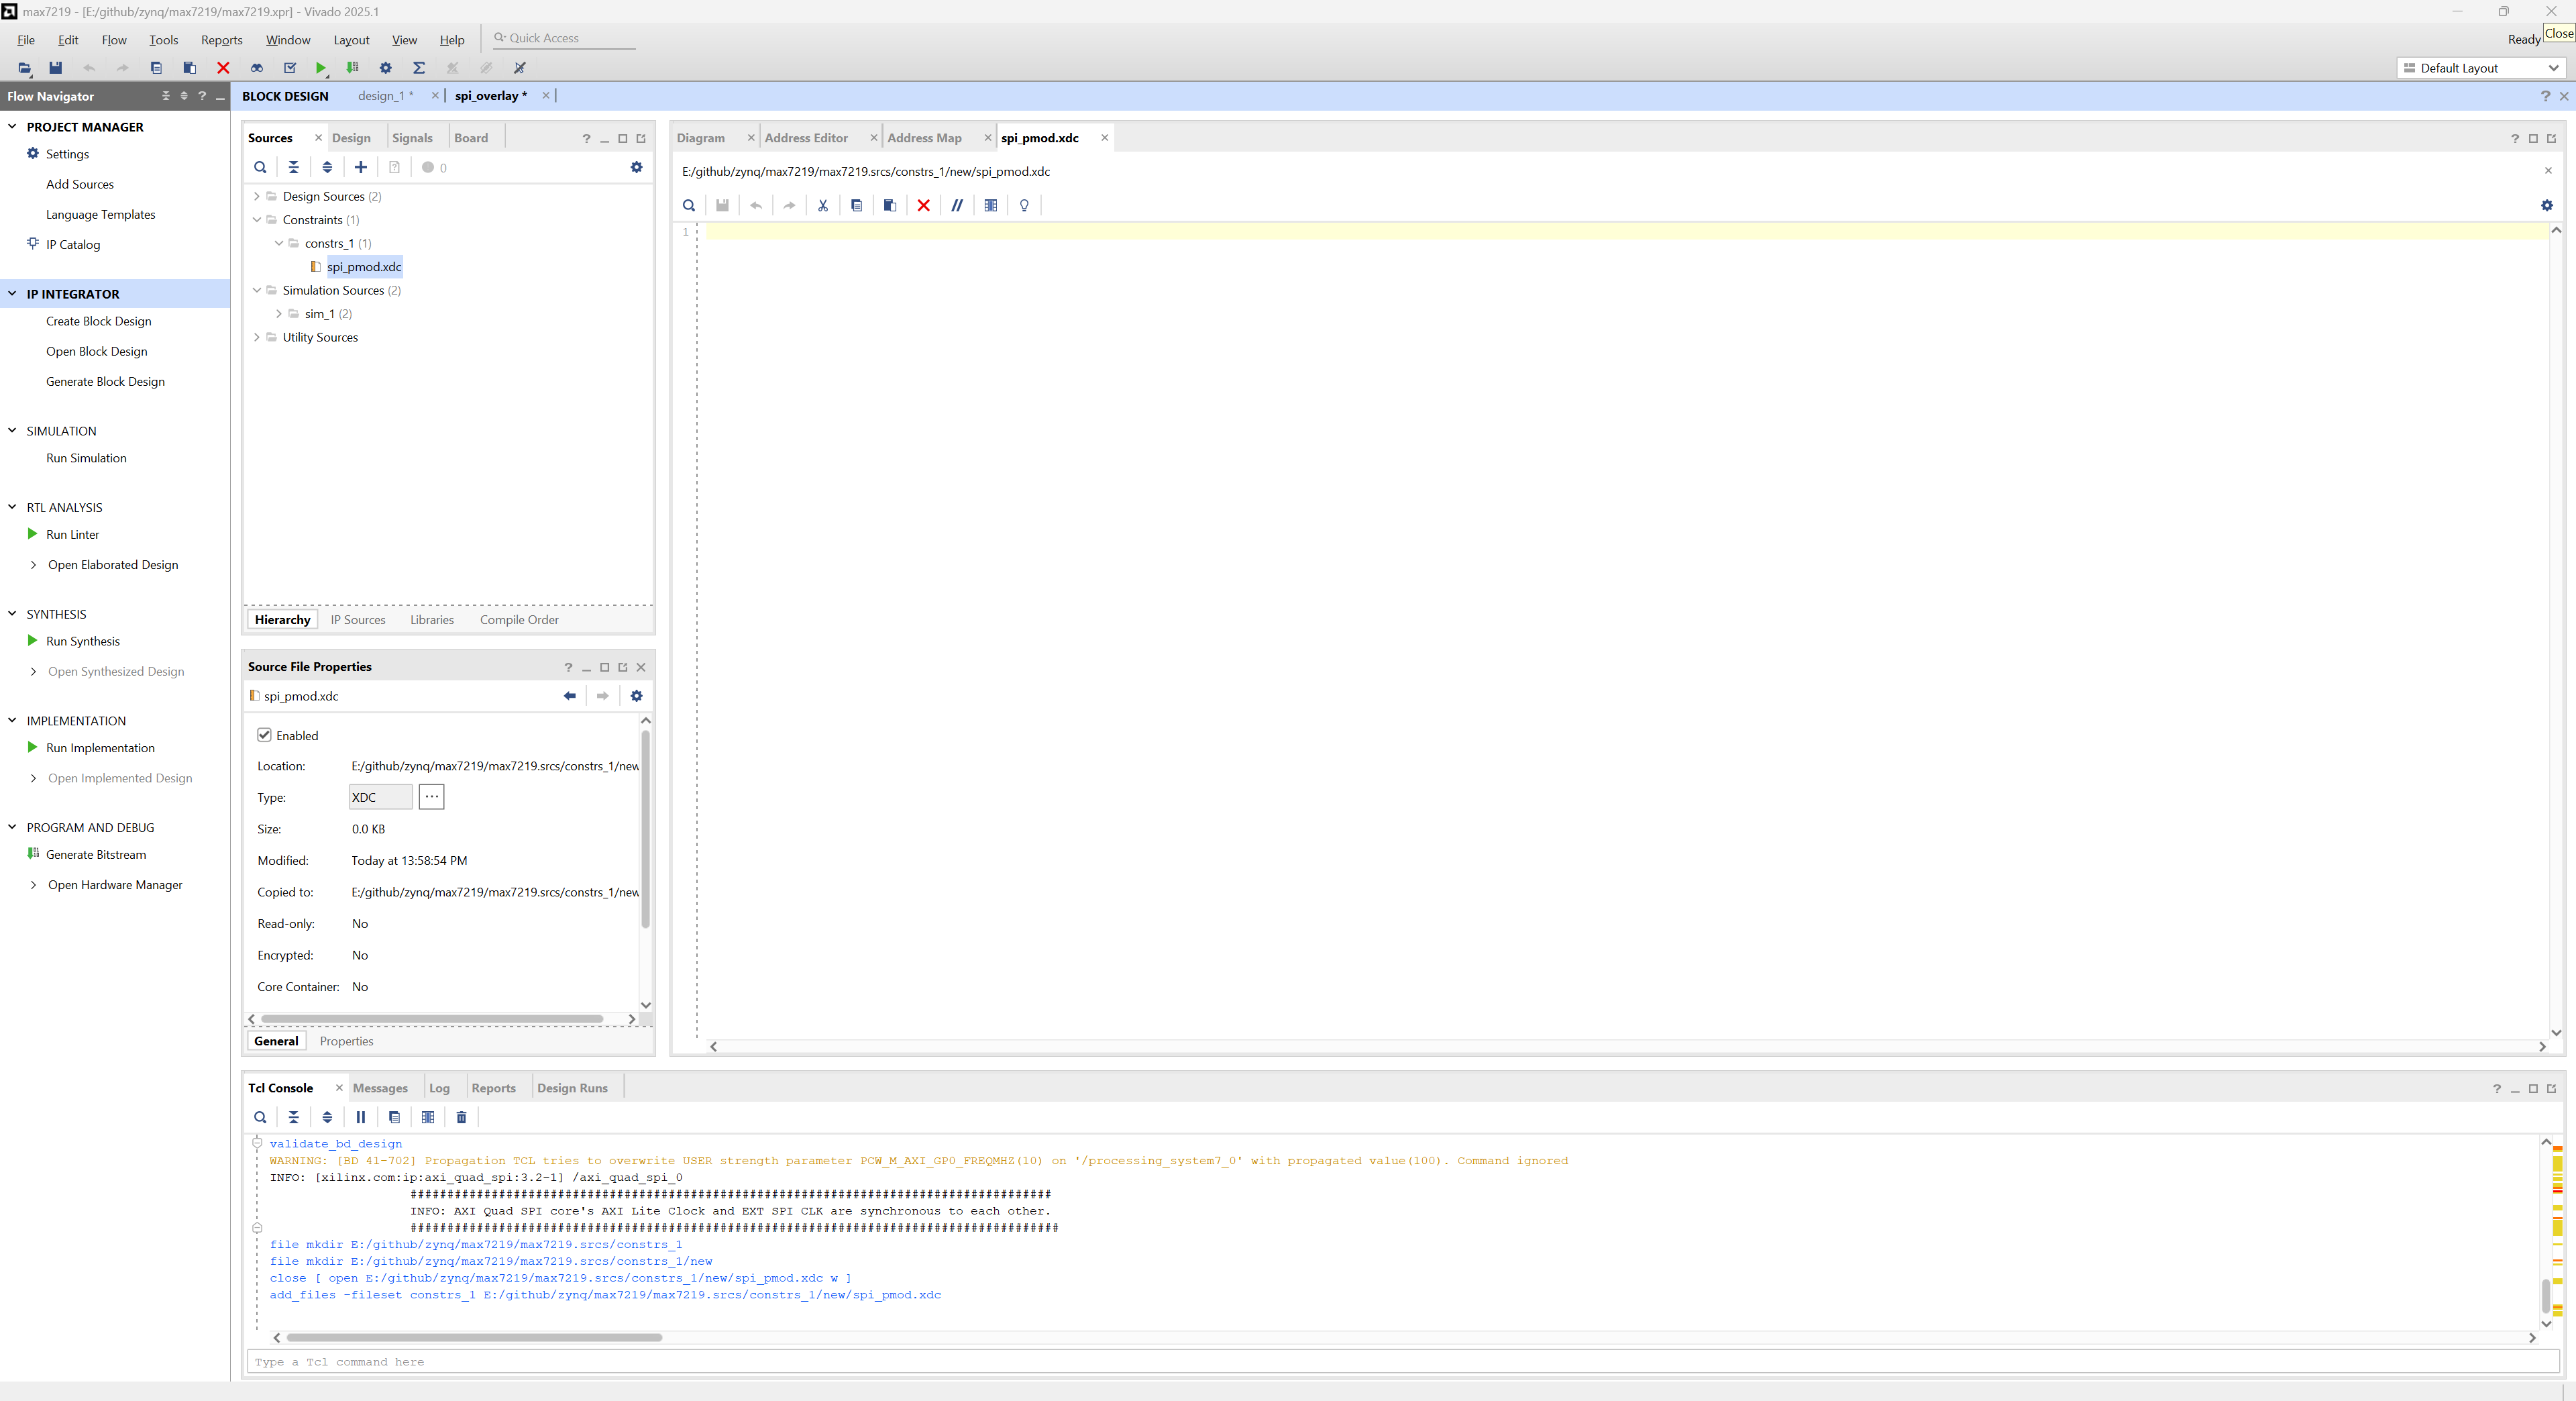 max7219 - [E:/github/zynq/max7219/max7219.xpr] - Vivado 2025.1
File Edit Flow Tools Reports Window Layout View Help Quick Access
Ready
Close
Default Layout
Flow Navigator
PROJECT MANAGER
Settings
Add Sources
Language Templates
IP Catalog
IP INTEGRATOR
Create Block Design
Open Block Design
Generate Block Design
SIMULATION
Run Simulation
RTL ANALYSIS
Run Linter
Open Elaborated Design
SYNTHESIS
Run Synthesis
Open Synthesized Design
IMPLEMENTATION
Run Implementation
Open Implemented Design
PROGRAM AND DEBUG
Generate Bitstream
Open Hardware Manager
BLOCK DESIGN design_1 * spi_overlay *
Sources Design Signals Board
0
Design Sources (2)
Constraints (1)
constrs_1 (1)
spi_pmod.xdc
Simulation Sources (2)
sim_1 (2)
Utility Sources
Hierarchy IP Sources Libraries Compile Order
Source File Properties
spi_pmod.xdc
Enabled
Location: E:/github/zynq/max7219/max7219.srcs/constrs_1/new
Type: XDC ...
Size: 0.0 KB
Modified: Today at 13:58:54 PM
Copied to: E:/github/zynq/max7219/max7219.srcs/constrs_1/new
Read-only: No
Encrypted: No
Core Container: No
General Properties
Diagram Address Editor Address Map spi_pmod.xdc
E:/github/zynq/max7219/max7219.srcs/constrs_1/new/spi_pmod.xdc
1
Tcl Console Messages Log Reports Design Runs
validate_bd_design
WARNING: [BD 41-702] Propagation TCL tries to overwrite USER strength parameter PCW_M_AXI_GP0_FREQMHZ(10) on '/processing_system7_0' with propagated value(100). Command ignored
INFO: [xilinx.com:ip:axi_quad_spi:3.2-1] /axi_quad_spi_0
#######################################################################################
INFO: AXI Quad SPI core's AXI Lite Clock and EXT SPI CLK are synchronous to each other.
########################################################################################
file mkdir E:/github/zynq/max7219/max7219.srcs/constrs_1
file mkdir E:/github/zynq/max7219/max7219.srcs/constrs_1/new
close [ open E:/github/zynq/max7219/max7219.srcs/constrs_1/new/spi_pmod.xdc w ]
add_files -fileset constrs_1 E:/github/zynq/max7219/max7219.srcs/constrs_1/new/spi_pmod.xdc
Type a Tcl command here